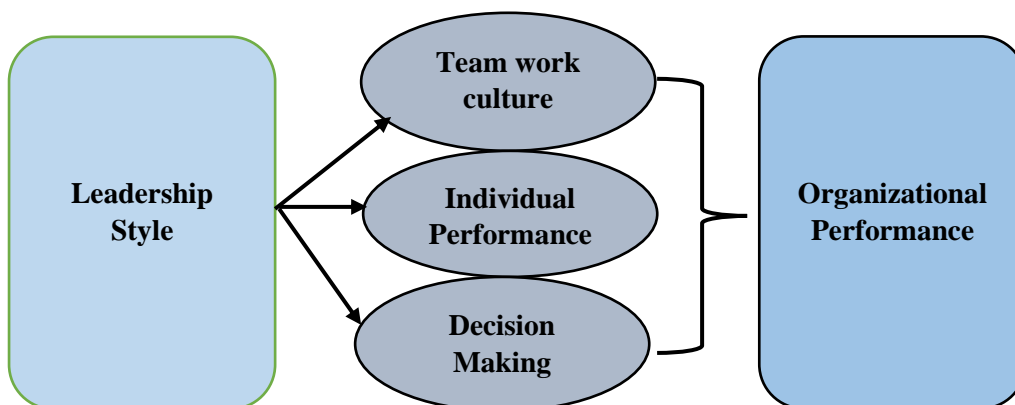 Leadership
Style
Team work
culture
Individual
Performance
Decision
Making
Organizational
Performance